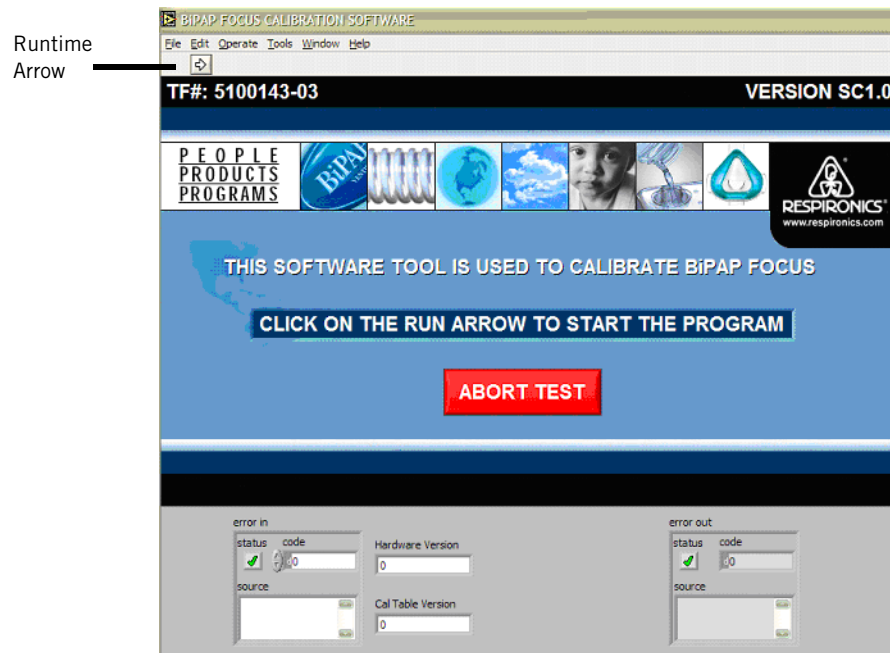 BiPAP FOCUS CALIBRATION SOFTWARE
Runtime
Arrow
File Edit Operate Tools Window Help
TF#: 5100143-03
VERSION SC1.0
PEOPLE
PRODUCTS
PROGRAMS
BiPAP
RESPIRONICS®
www.respironics.com
THIS SOFTWARE TOOL IS USED TO CALIBRATE BiPAP FOCUS
CLICK ON THE RUN ARROW TO START THE PROGRAM
ABORT TEST
error in
status code
d0
source
Hardware Version
0
Cal Table Version
0
error out
status code
d0
source